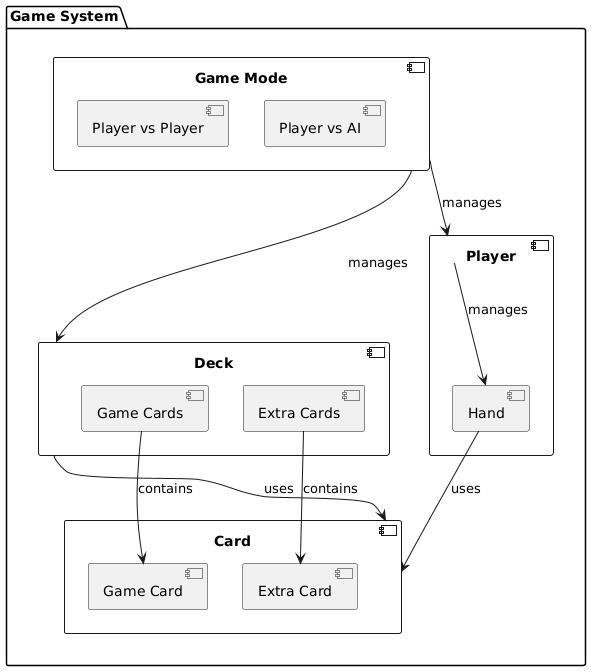 Game System
Game Mode
Player vs Player
Player vs AI
manages
manages
Player
manages
Deck
Game Cards
Extra Cards
Hand
contains
uses
contains
uses
Card
Game Card
Extra Card